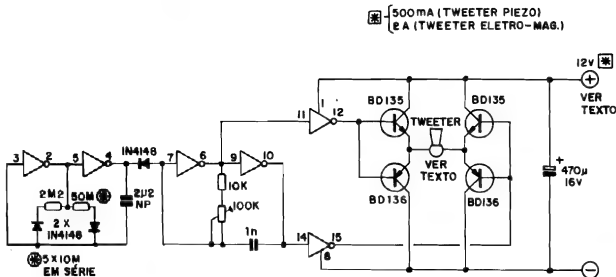 * 500mA (TWEETER PIEZO)
2A (TWEETER ELETRO-MAG.)
12V *
VER
TEXTO
1
BD135
BD135
11
12
TWEETER
VER
TEXTO
BD136
BD136
+
470μ
16V
3
2
5
4
1N4148
7
6
9
10
2M2
50M *
2μ2
NP
2 X
1N4148
10K
100K
1n
14
15
8
* 5X10M
EM SÉRIE